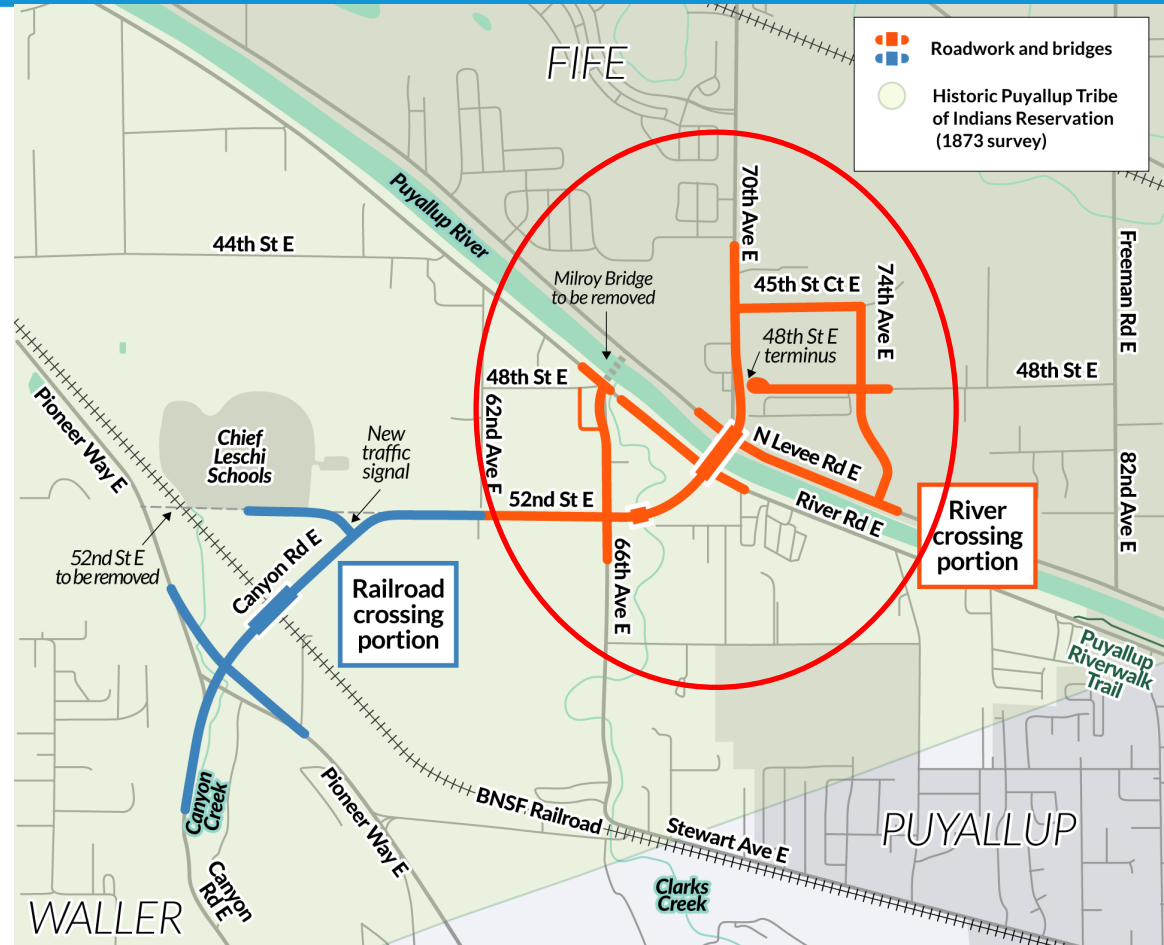 FIFE
Roadwork and bridges
Historic Puyallup Tribe
of Indians Reservation
(1873 survey)
70th Ave E
Puyallup River
44th St E
Freeman Rd E
Milroy Bridge
to be removed
45th St Ct E
74th Ave E
48th St E
terminus
48th St E
48th St E
Pioneer Way E
62nd Ave E
Chief
Leschi
Schools
New
traffic
signal
N Levee Rd E
82nd Ave E
52nd St E
River Rd E
River
crossing
portion
52nd St E
to be removed
Canyon Rd E
66th Ave E
Railroad
crossing
portion
Puyallup
Riverwalk
Trail
Canyon
Creek
Pioneer Way E
BNSF Railroad
Stewart Ave E
PUYALLUP
Canyon
Rd E
Clarks
Creek
WALLER